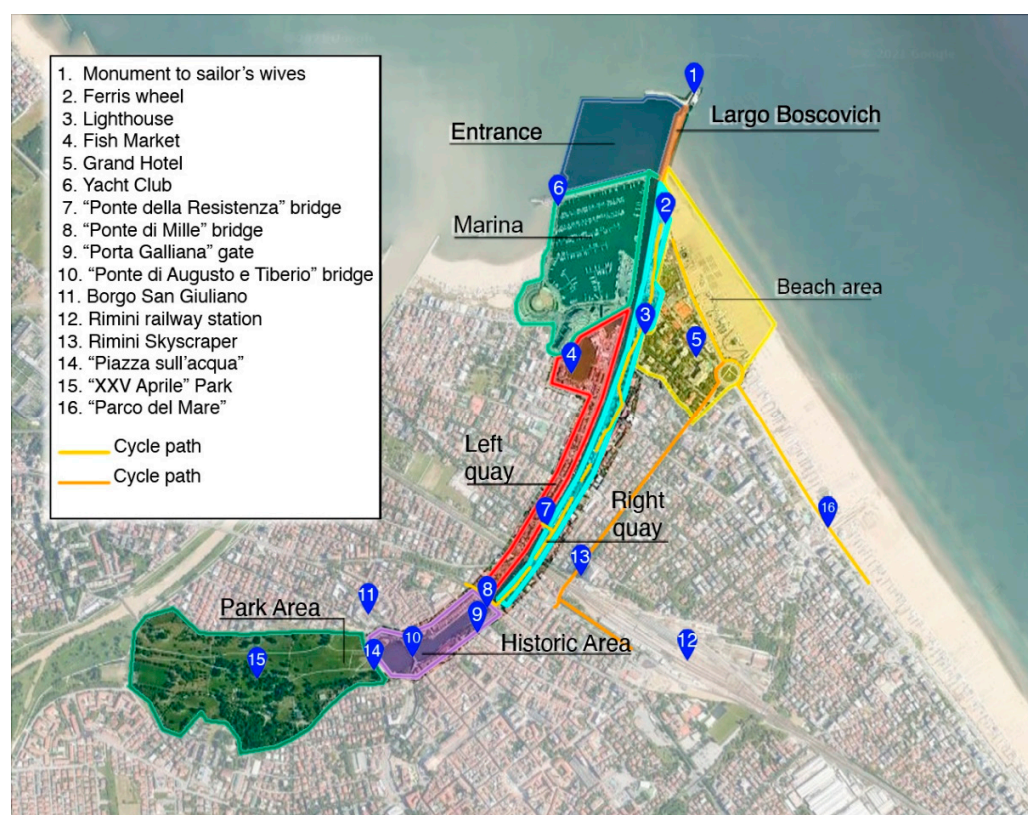 1. Monument to sailor's wives
2. Ferris wheel
3. Lighthouse
4. Fish Market
5. Grand Hotel
6. Yacht Club
7. “Ponte della Resistenza” bridge
8. “Ponte di Mille” bridge
9. “Porta Galliana” gate
10. “Ponte di Augusto e Tiberio” bridge
11. Borgo San Giuliano
12. Rimini railway station
13. Rimini Skyscraper
14. “Piazza sull'acqua”
15. “XXV Aprile” Park
16. “Parco del Mare”
Cycle path
Cycle path
1
Largo Boscovich
Entrance
6
2
Marina
Beach area
3
5
4
Left
quay
7
Right
quay
16
13
8
11
9
Park Area
10
Historic Area
12
14
15